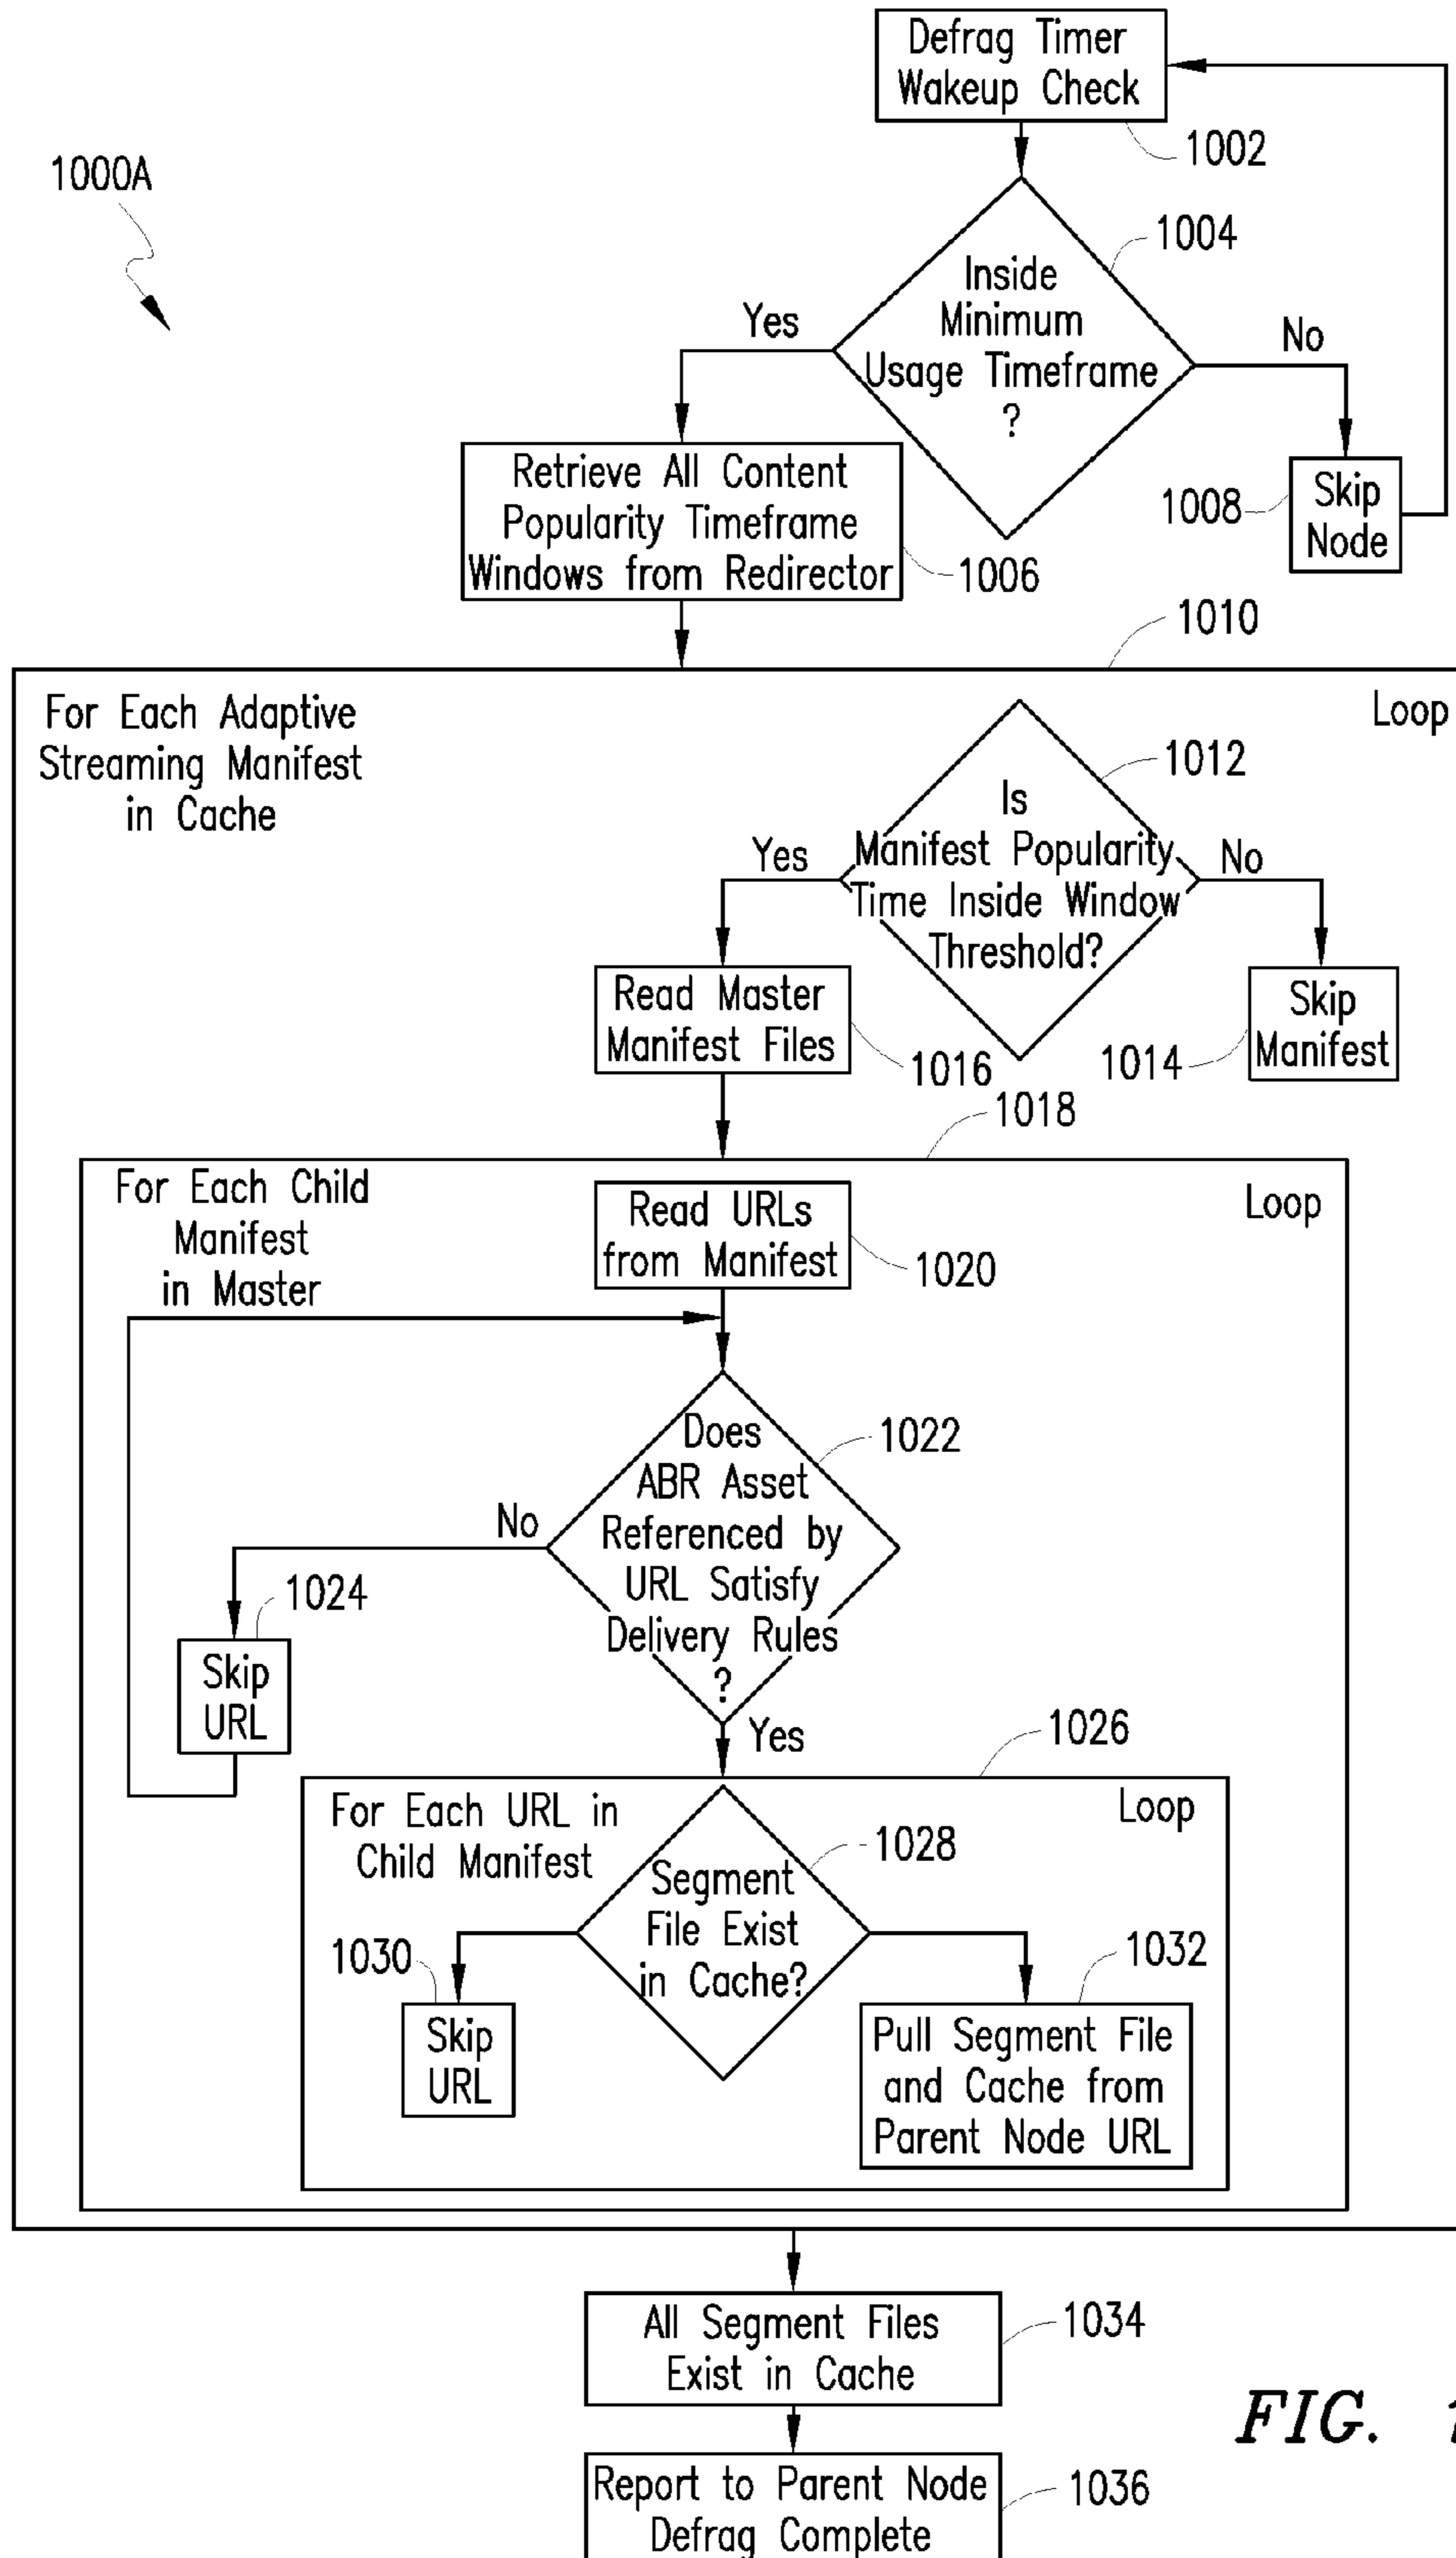 Defrag Timer
Wakeup Check
1002
1000A
1004
Inside
Minimum
Usage Timeframe
?
Yes
No
Retrieve All Content
Popularity Timeframe
Windows from Redirector
1006
1008
Skip
Node
1010
For Each Adaptive
Streaming Manifest
in Cache
Loop
1012
Is
Manifest Popularity
Time Inside Window
Threshold?
Yes
No
Read Master
Manifest Files
1016
1014
Skip
Manifest
1018
For Each Child
Manifest
in Master
Loop
Read URLs
from Manifest
1020
Does
ABR Asset
Referenced by
URL Satisfy
Delivery Rules
?
1022
No
1024
Skip
URL
Yes
1026
For Each URL in
Child Manifest
Loop
1028
Segment
File Exist
in Cache?
1030
Skip
URL
1032
Pull Segment File
and Cache from
Parent Node URL
All Segment Files
Exist in Cache
1034
Report to Parent Node
Defrag Complete
1036
FIG.